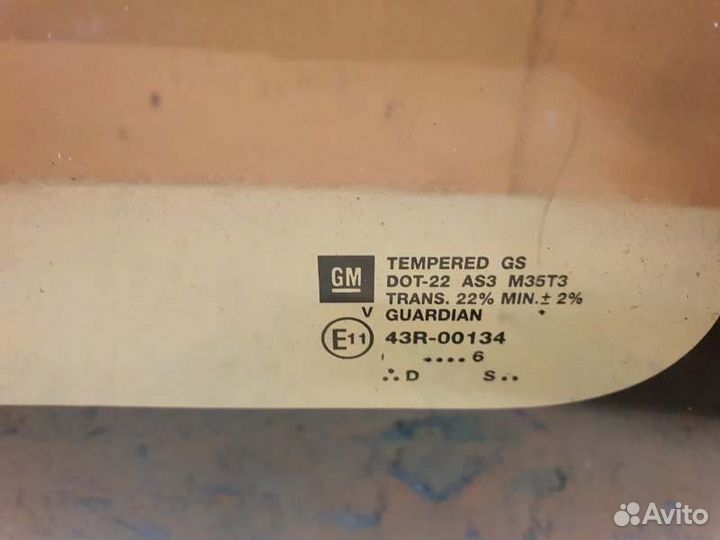 GM
TEMPERED GS
DOT-22 AS3 M35T3
TRANS. 22% MIN.± 2%
V GUARDIAN
E11 43R-00134
.... 6
∴ D S ..
Avito